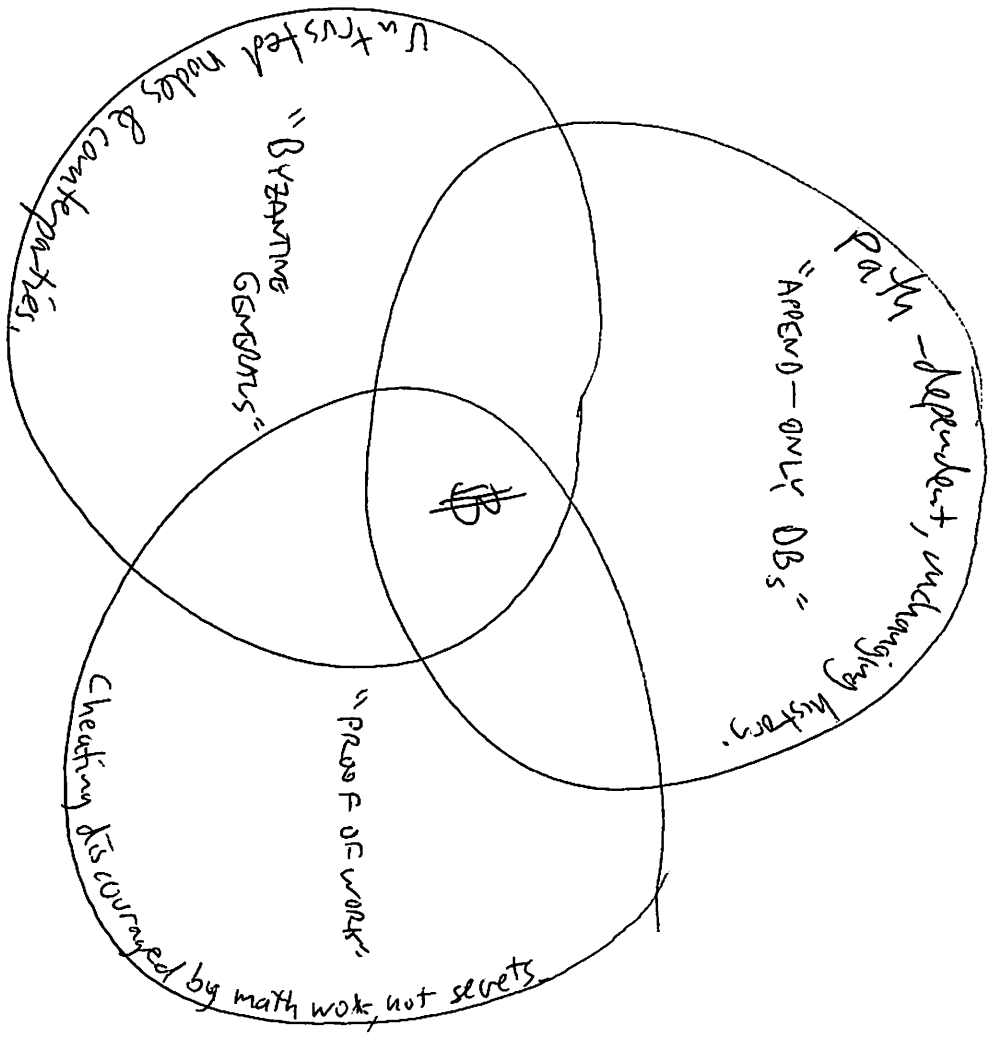 Path-dependent, unchanging history.
"APPEND-ONLY DBs"
Untrusted nodes & counterparties.
"BYZANTINE
GENERALS"
₿
"PROOF OF WORK"
Cheating discouraged by math work, not secrets.